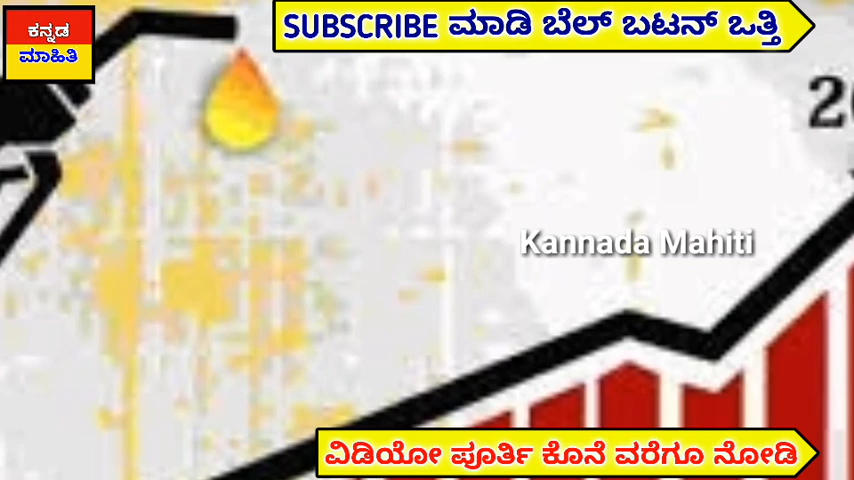 SUBSCRIBE ಮಾಡಿ ಬೆಲ್ ಬಟನ್ ಒತ್ತಿ
ಕನ್ನಡ
ಮಾಹಿತಿ
Kannada Mahiti
ವಿಡಿಯೋ ಪೂರ್ತಿ ಕೊನೆ ವರೆಗೂ ನೋಡಿ